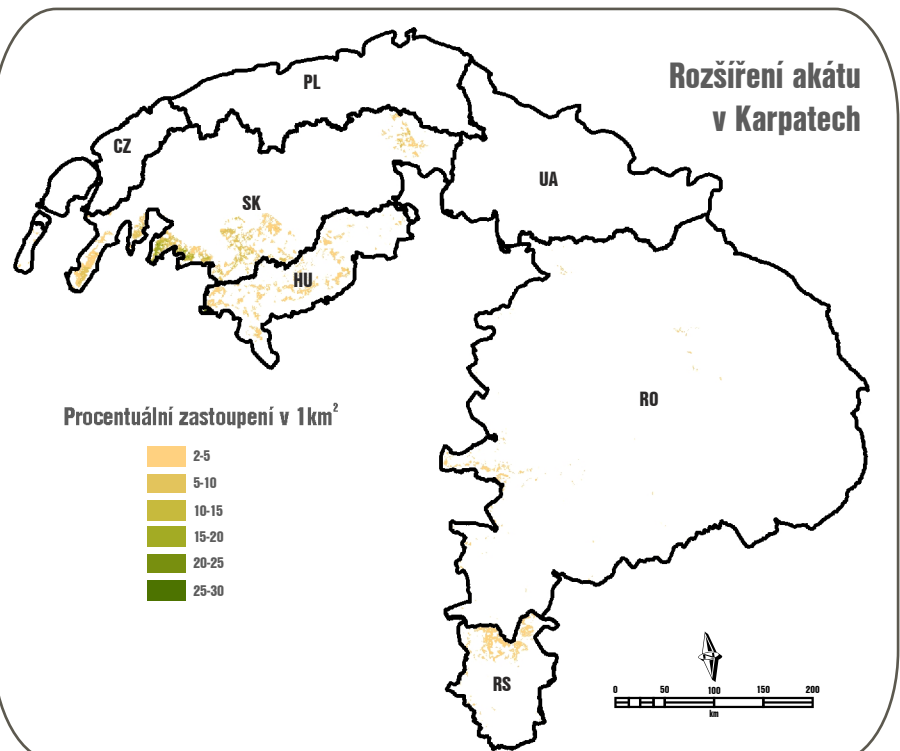 Rozšíření akátu
v Karpatech
PL
CZ
UA
SK
HU
RO
RS
Procentuální zastoupení v 1km²
2-5
5-10
10-15
15-20
20-25
25-30
0 50 100 150 200
km